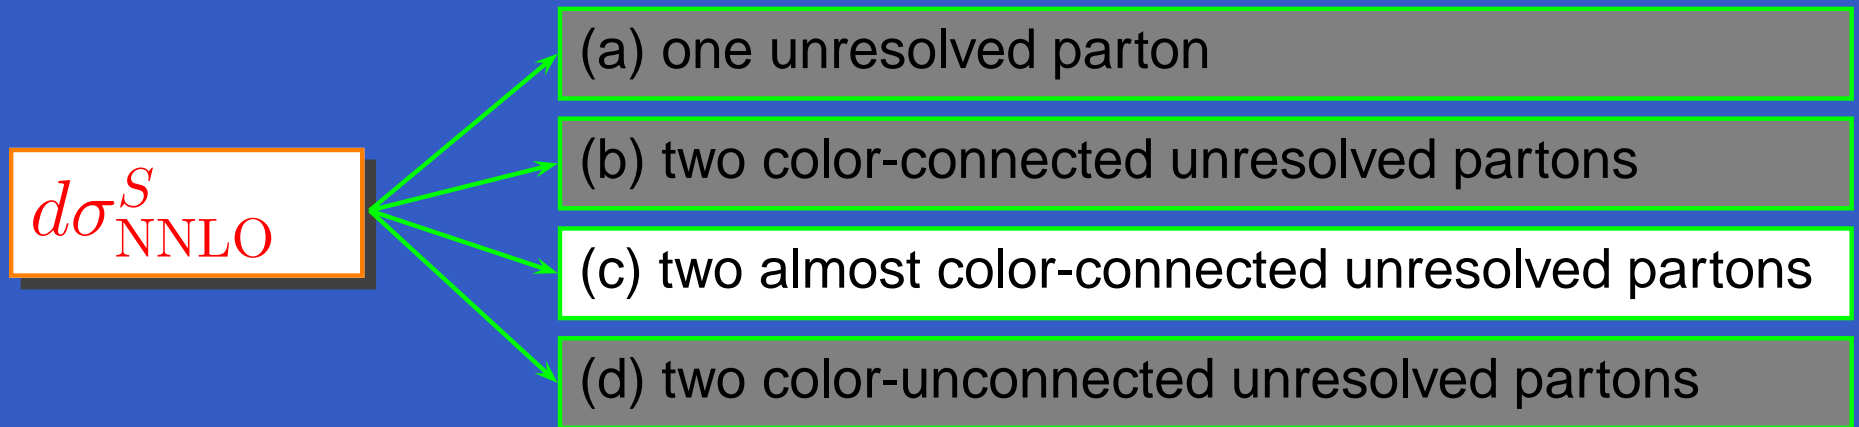 (a) one unresolved parton
(b) two color-connected unresolved partons
dσ^S_NNLO
(c) two almost color-connected unresolved partons
(d) two color-unconnected unresolved partons